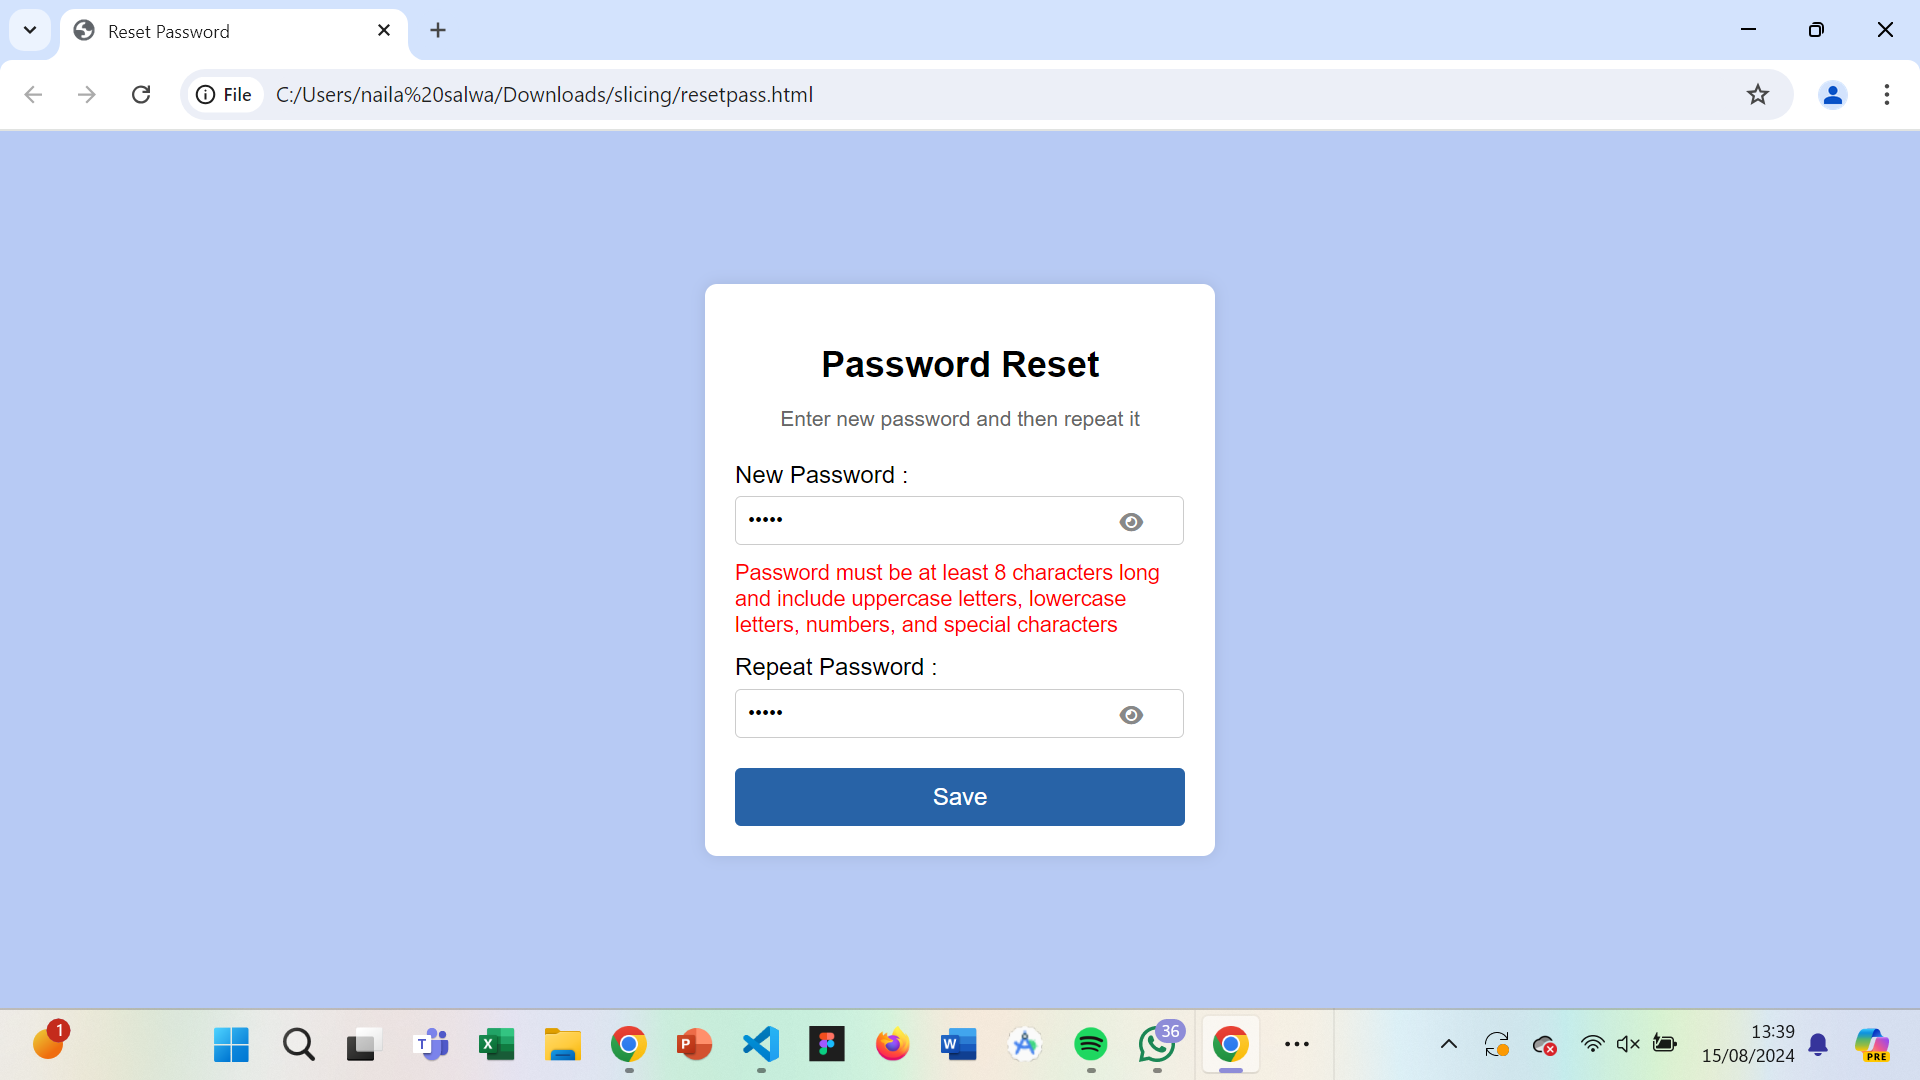 Reset Password
File
C:/Users/naila%20salwa/Downloads/slicing/resetpass.html
Password Reset
Enter new password and then repeat it
New Password :
•••••
Password must be at least 8 characters long
and include uppercase letters, lowercase
letters, numbers, and special characters
Repeat Password :
•••••
Save
1
T
X
P
W
36
13:39
15/08/2024
PRE